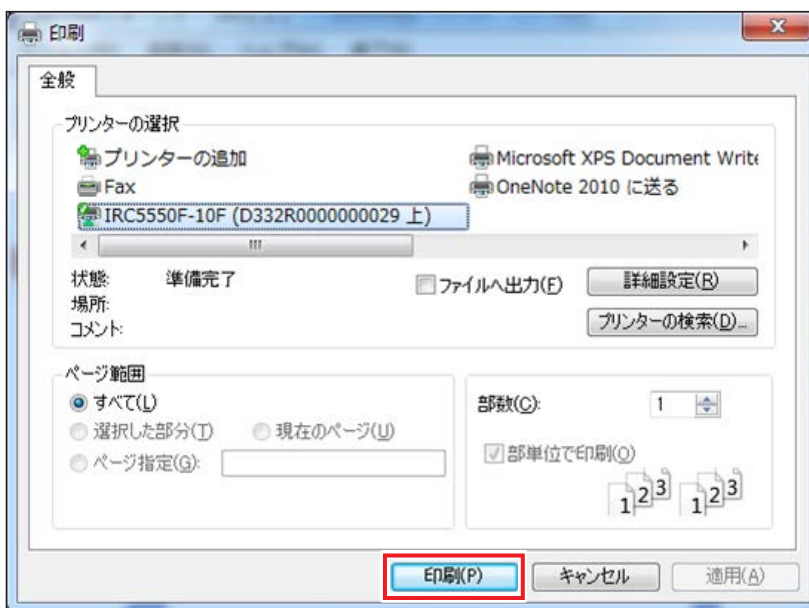 印刷
全般
プリンターの選択
プリンターの追加
Microsoft XPS Document Write
Fax
OneNote 2010 に送る
IRC5550F-10F (D332R0000000029 上)
状態: 準備完了
ファイルへ出力(F)
詳細設定(R)
場所:
コメント:
プリンターの検索(D)...
ページ範囲
すべて(L)
選択した部分(T)
現在のページ(U)
ページ指定(G):
部数(C): 1
部単位で印刷(O)
1 2 3 1 2 3
印刷(P)
キャンセル
適用(A)